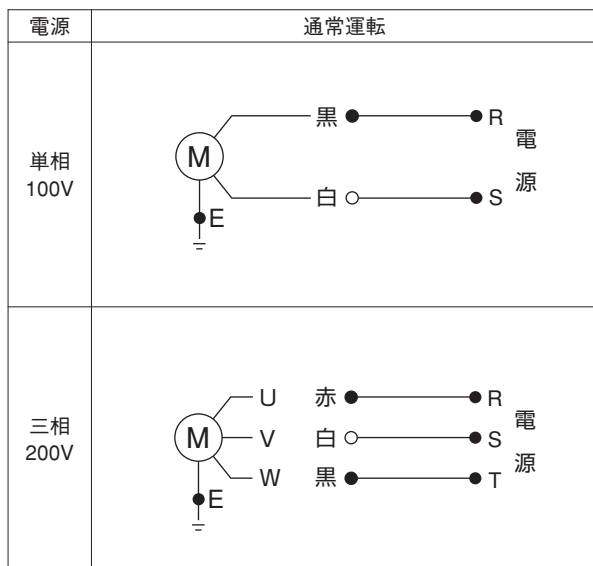 電源 通常運転
単相
100V
M
黒 R
白 S
電
源
E
三相
200V
M
U 赤 R
V 白 S
W 黒 T
電
源
E